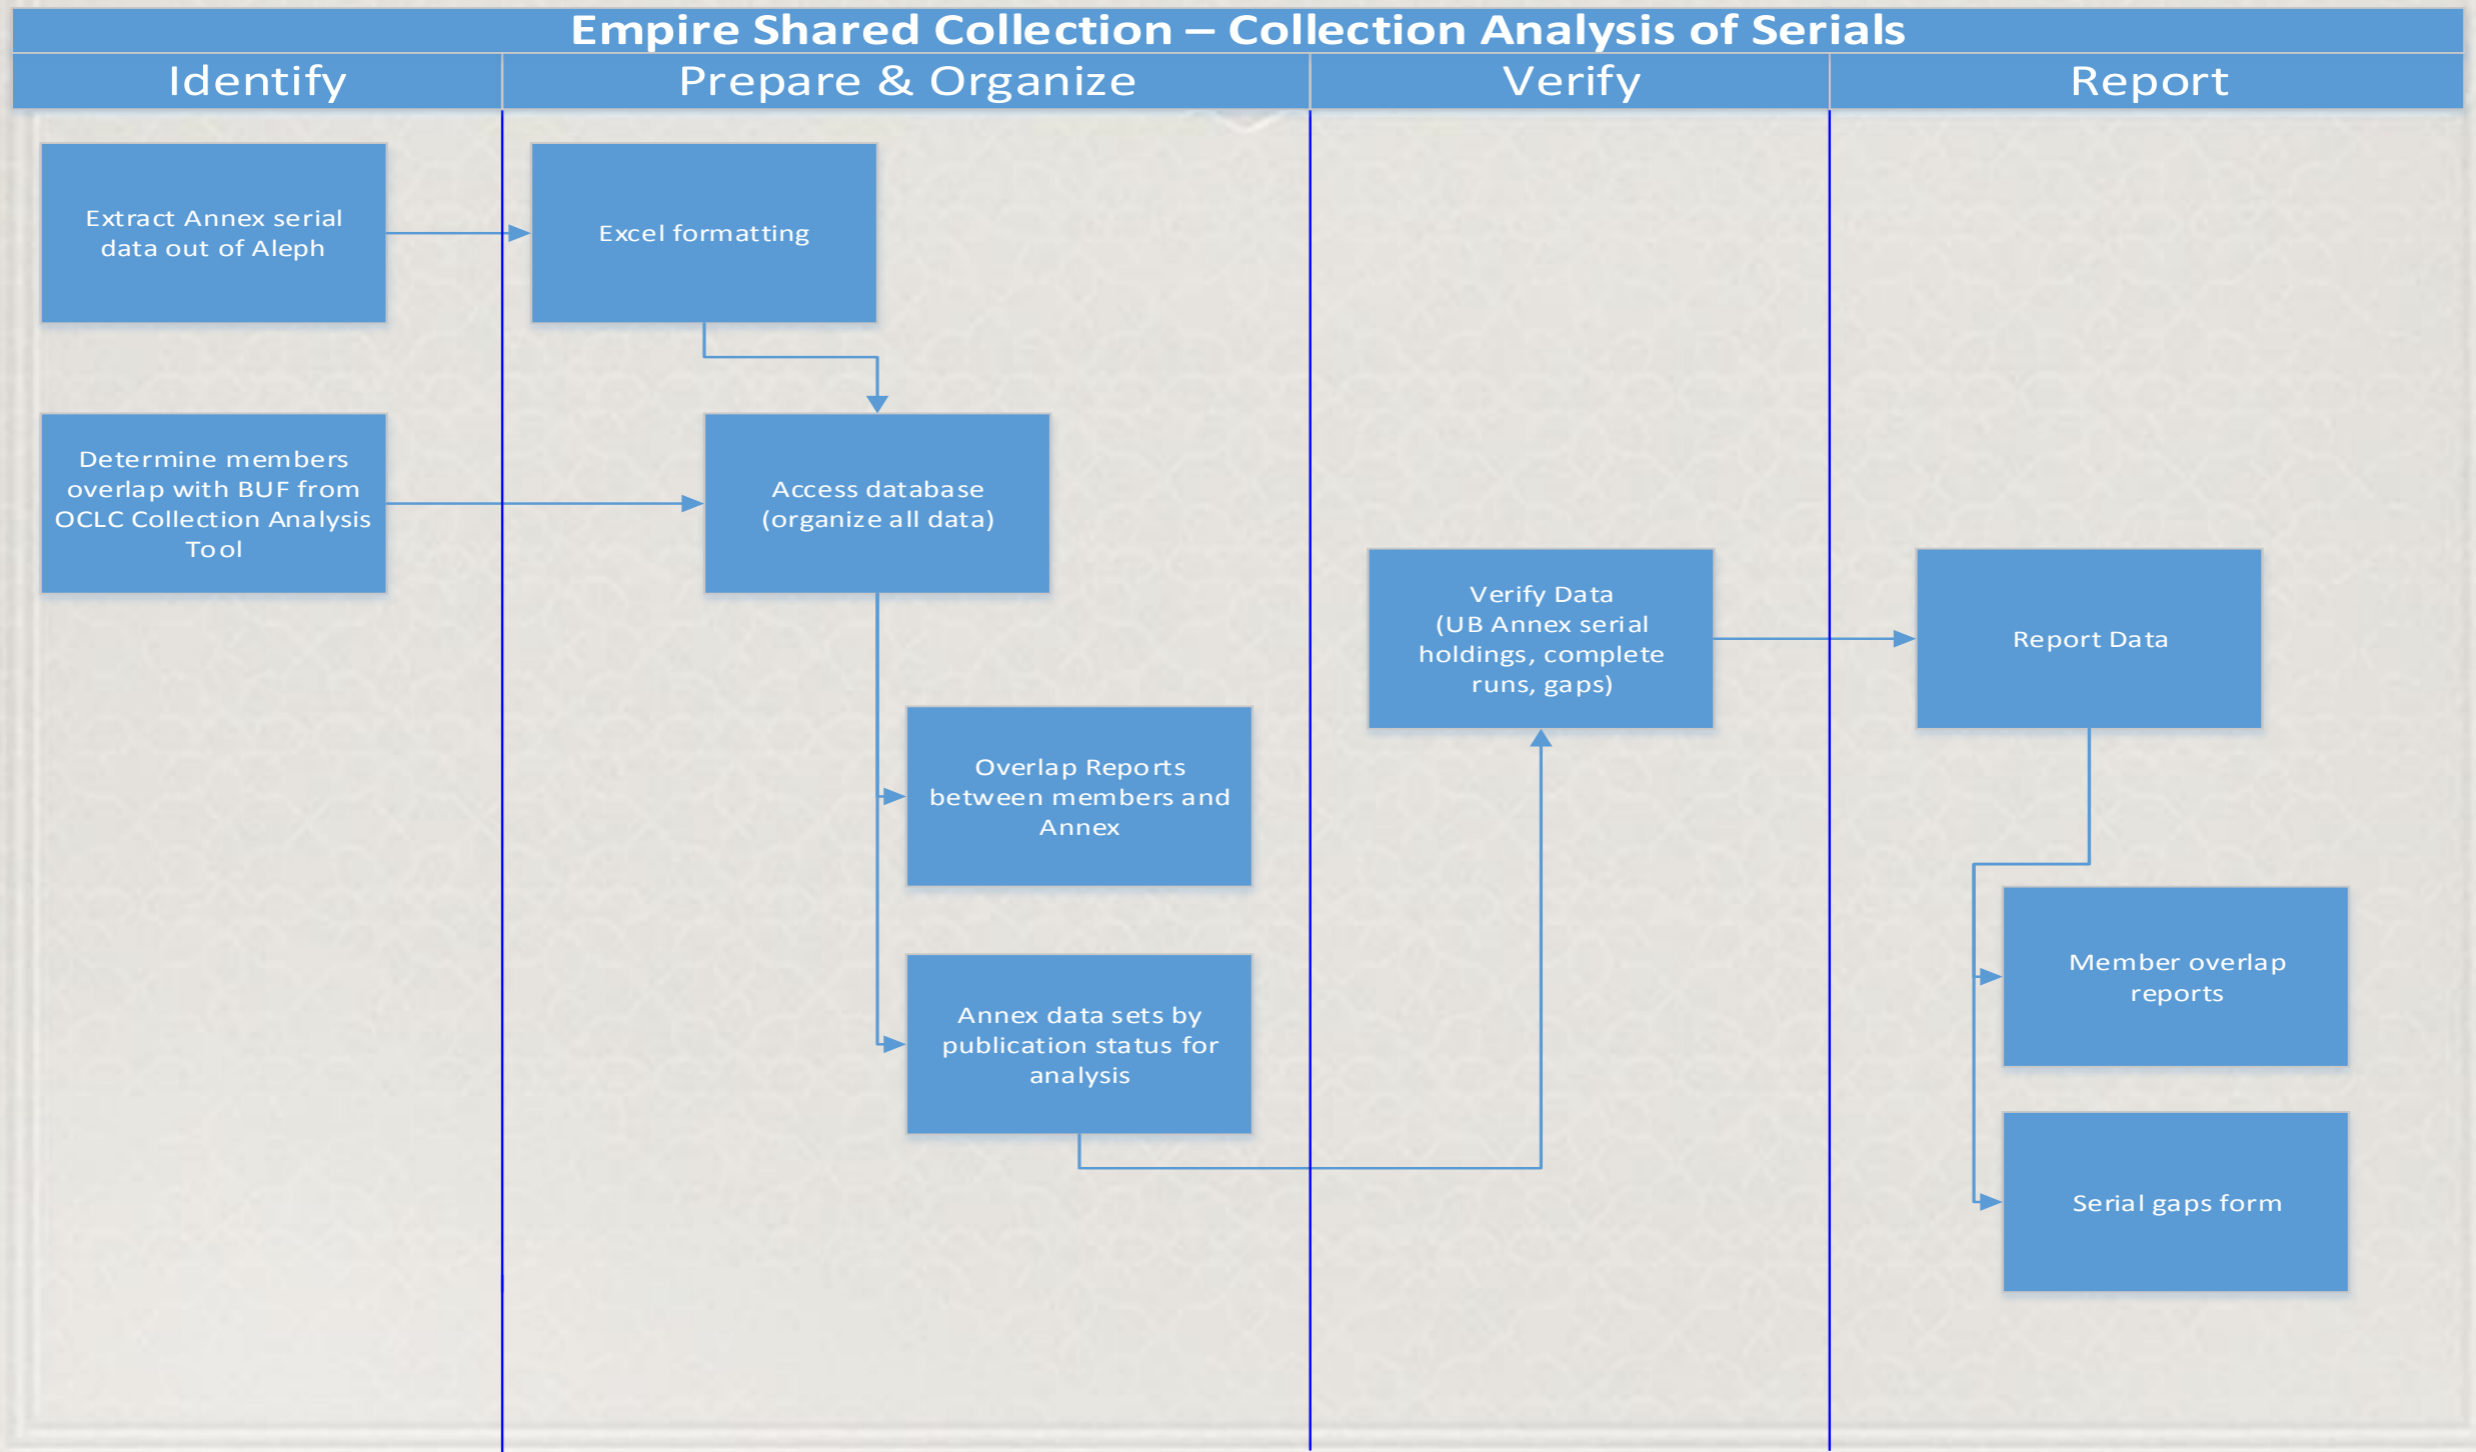 Empire Shared Collection – Collection Analysis of Serials
Identify
Prepare & Organize
Verify
Report
Extract Annex serial
data out of Aleph
Excel formatting
Determine members
overlap with BUF from
OCLC Collection Analysis
Tool
Access database
(organize all data)
Verify Data
(UB Annex serial
holdings, complete
runs, gaps)
Report Data
Overlap Reports
between members and
Annex
Member overlap
reports
Annex data sets by
publication status for
analysis
Serial gaps form